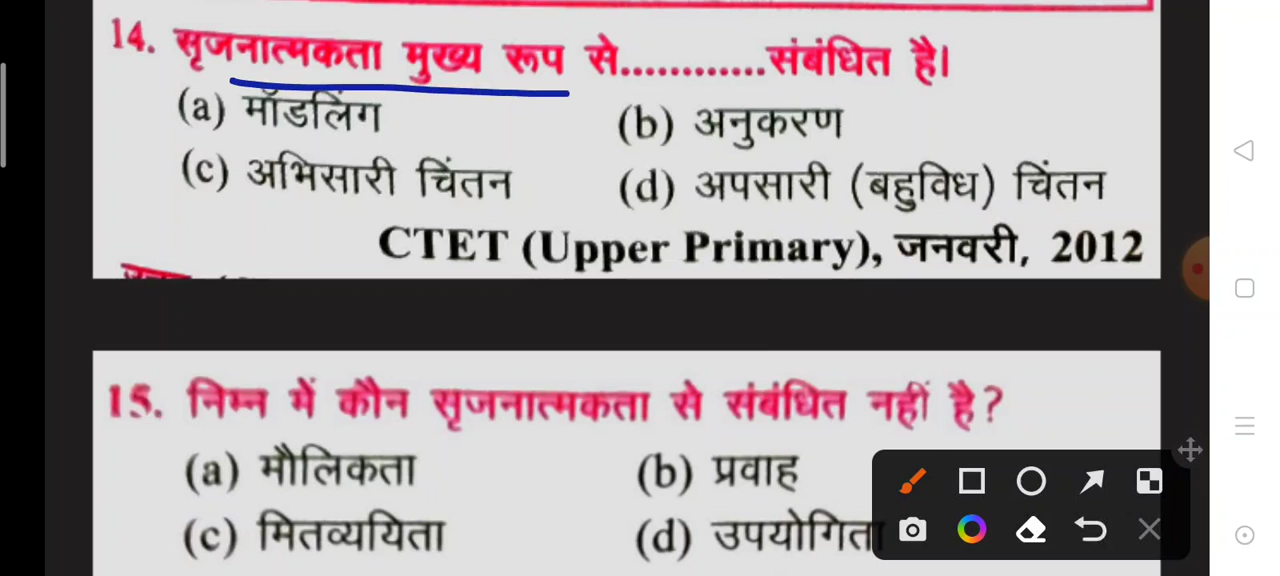 14. सृजनात्मकता मुख्य रूप से............संबंधित है।
(a) मॉडलिंग (b) अनुकरण
(c) अभिसारी चिंतन (d) अपसारी (बहुविध) चिंतन
CTET (Upper Primary), जनवरी, 2012
15. निम्न में कौन सृजनात्मकता से संबंधित नहीं है?
(a) मौलिकता (b) प्रवाह
(c) मितव्ययिता (d) उपयोगिता